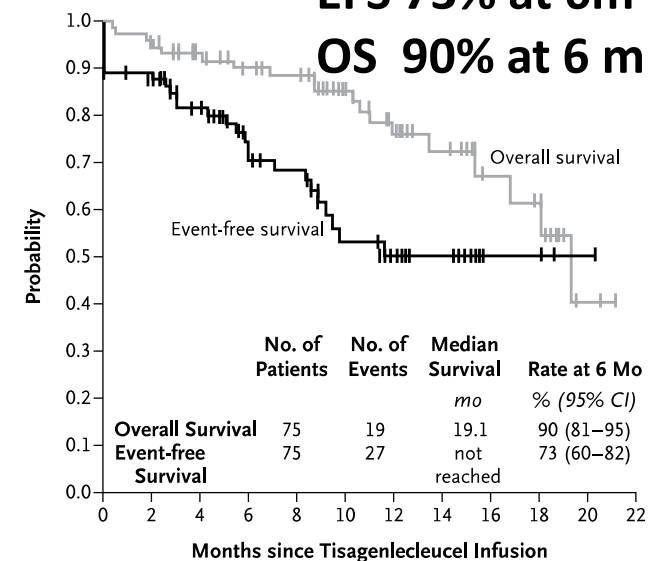 EFS 73% at 6m
OS 90% at 6 m
1.0
0.9
0.8
0.7
0.6
0.5
0.4
0.3
0.2
0.1
0.0
Probability
Overall survival
Event-free survival
No. of Patients No. of Events Median Survival Rate at 6 Mo
mo % (95% CI)
Overall Survival 75 19 19.1 90 (81–95)
Event-free Survival 75 27 not reached 73 (60–82)
0 2 4 6 8 10 12 14 16 18 20 22
Months since Tisagenlecleucel Infusion